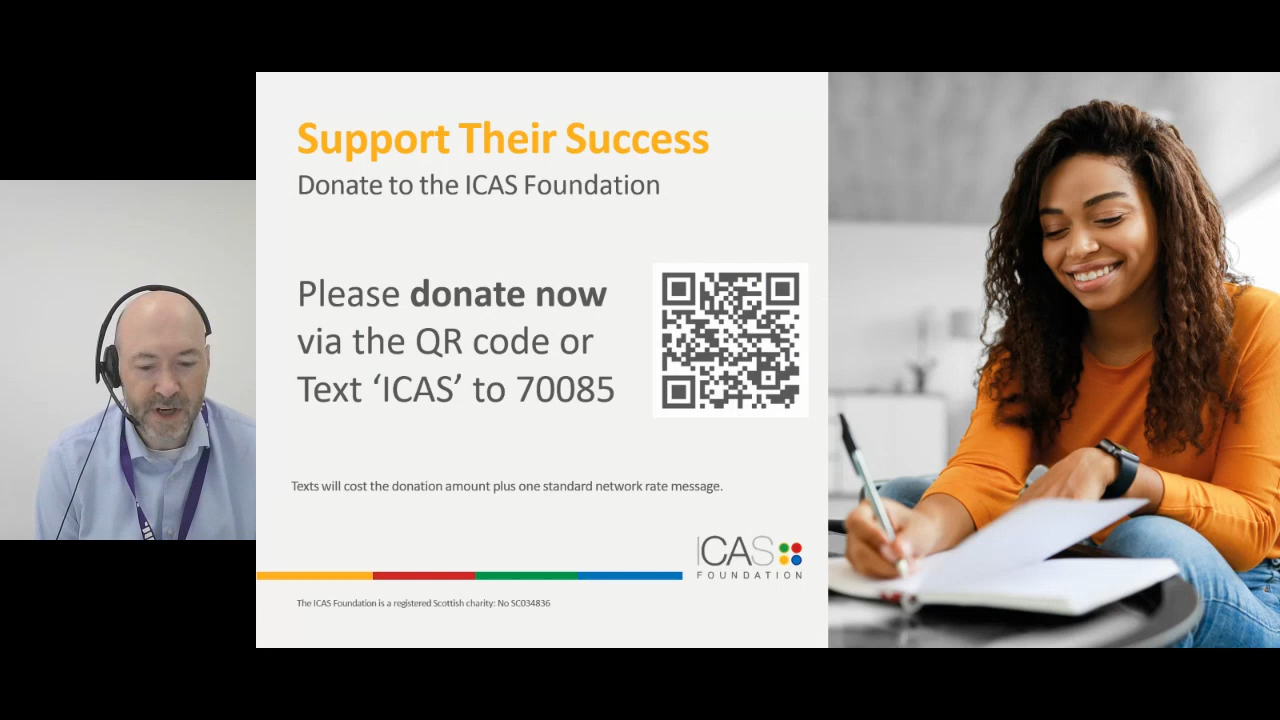 Support Their Success
Donate to the ICAS Foundation
Please donate now
via the QR code or
Text ‘ICAS’ to 70085
Texts will cost the donation amount plus one standard network rate message.
ICAS
FOUNDATION
The ICAS Foundation is a registered Scottish charity: No SC034836